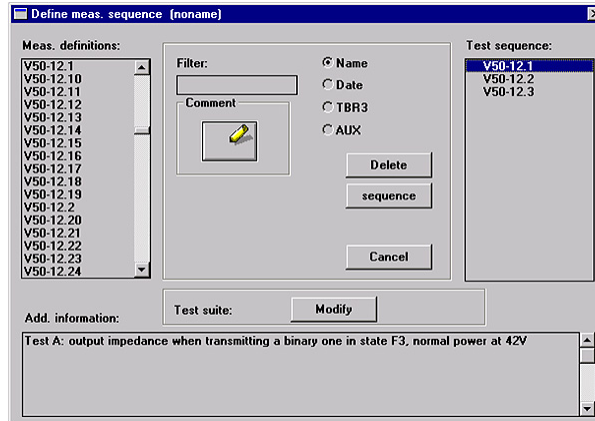 Define meas. sequence (noname)
Meas. definitions:
V50-12.1
V50-12.10
V50-12.11
V50-12.12
V50-12.13
V50-12.14
V50-12.15
V50-12.16
V50-12.17
V50-12.18
V50-12.19
V50-12.2
V50-12.20
V50-12.21
V50-12.22
V50-12.23
V50-12.24
Filter:
Comment
Name
Date
TBR3
AUX
Delete
sequence
Cancel
Test sequence:
V50-12.1
V50-12.2
V50-12.3
Test suite:
Modify
Add. information:
Test A: output impedance when transmitting a binary one in state F3, normal power at 42V